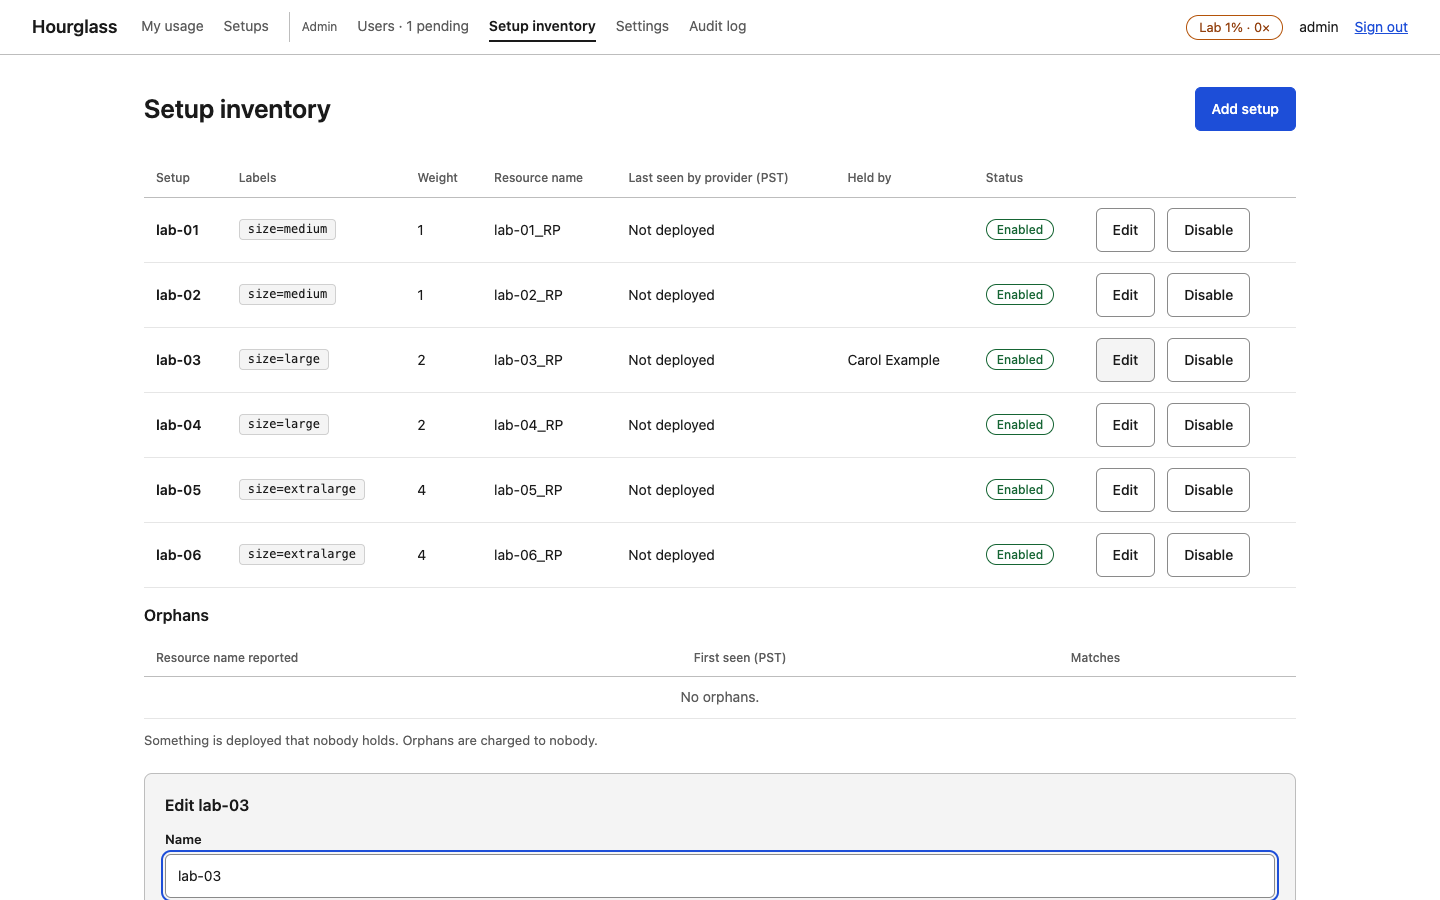 Hourglass My usage Setups Admin Users · 1 pending Setup inventory Settings Audit log Lab 1% · 0× admin Sign out
Setup inventory Add setup
Setup Labels Weight Resource name Last seen by provider (PST) Held by Status
lab-01 size=medium 1 lab-01_RP Not deployed Enabled Edit Disable
lab-02 size=medium 1 lab-02_RP Not deployed Enabled Edit Disable
lab-03 size=large 2 lab-03_RP Not deployed Carol Example Enabled Edit Disable
lab-04 size=large 2 lab-04_RP Not deployed Enabled Edit Disable
lab-05 size=extralarge 4 lab-05_RP Not deployed Enabled Edit Disable
lab-06 size=extralarge 4 lab-06_RP Not deployed Enabled Edit Disable
Orphans
Resource name reported First seen (PST) Matches
No orphans.
Something is deployed that nobody holds. Orphans are charged to nobody.
Edit lab-03
Name
lab-03